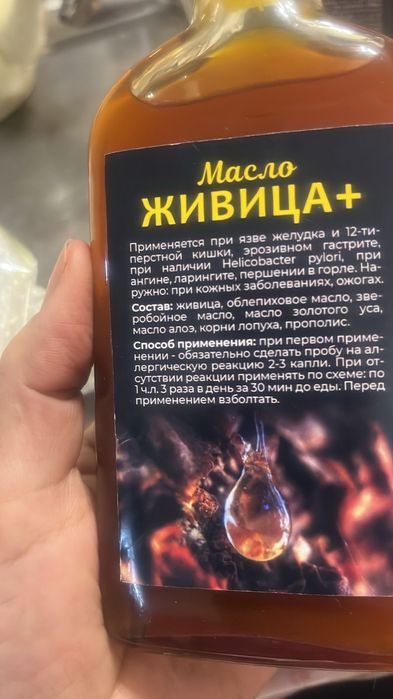 Масло
ЖИВИЦА+
Применяется при язве желудка и 12-ти-
перстной кишки, эрозивном гастрите,
при наличии Helicobacter pylori, при
ангине, ларингите, першении в горле. На-
ружно: при кожных заболеваниях, ожогах.
Состав: живица, облепиховое масло, зве-
робойное масло, масло золотого уса,
масло алоэ, корни лопуха, прополис.
Способ применения: при первом приме-
нении - обязательно сделать пробу на ал-
лергическую реакцию 2-3 капли. При от-
сутствии реакции применять по схеме: по
1 ч.л. 3 раза в день за 30 мин до еды. Перед
применением взболтать.